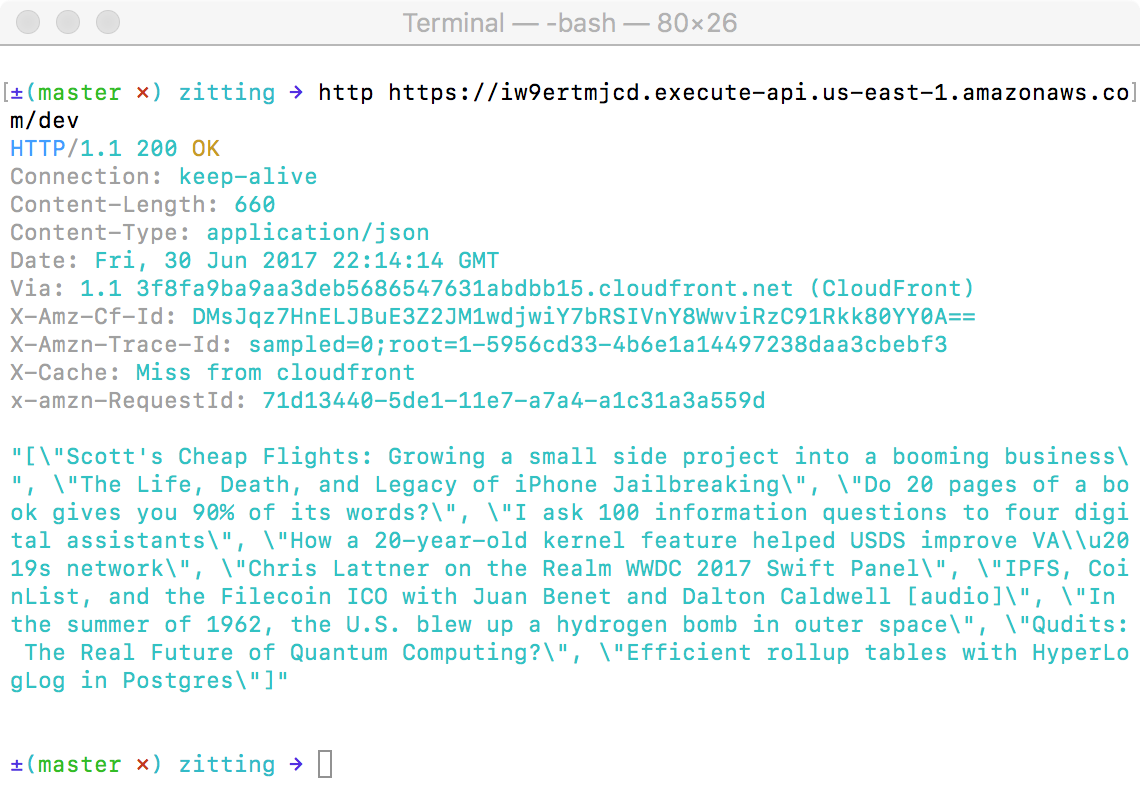 Terminal — -bash — 80×26
[±(master ×) zitting → http https://iw9ertmjcd.execute-api.us-east-1.amazonaws.co]
m/dev
HTTP/1.1 200 OK
Connection: keep-alive
Content-Length: 660
Content-Type: application/json
Date: Fri, 30 Jun 2017 22:14:14 GMT
Via: 1.1 3f8fa9ba9aa3deb5686547631abdbb15.cloudfront.net (CloudFront)
X-Amz-Cf-Id: DMsJqz7HnELJBuE3Z2JM1wdjwiY7bRSIVnY8WwviRzC91Rkk80YY0A==
X-Amzn-Trace-Id: sampled=0;root=1-5956cd33-4b6e1a14497238daa3cbebf3
X-Cache: Miss from cloudfront
x-amzn-RequestId: 71d13440-5de1-11e7-a7a4-a1c31a3a559d
"[\"Scott's Cheap Flights: Growing a small side project into a booming business\
", \"The Life, Death, and Legacy of iPhone Jailbreaking\", \"Do 20 pages of a bo
ok gives you 90% of its words?\", \"I ask 100 information questions to four digi
tal assistants\", \"How a 20-year-old kernel feature helped USDS improve VA\\u20
19s network\", \"Chris Lattner on the Realm WWDC 2017 Swift Panel\", \"IPFS, Coi
nList, and the Filecoin ICO with Juan Benet and Dalton Caldwell [audio]\", \"In
the summer of 1962, the U.S. blew up a hydrogen bomb in outer space\", \"Qudits:
 The Real Future of Quantum Computing?\", \"Efficient rollup tables with HyperLo
gLog in Postgres\"]"
±(master ×) zitting →